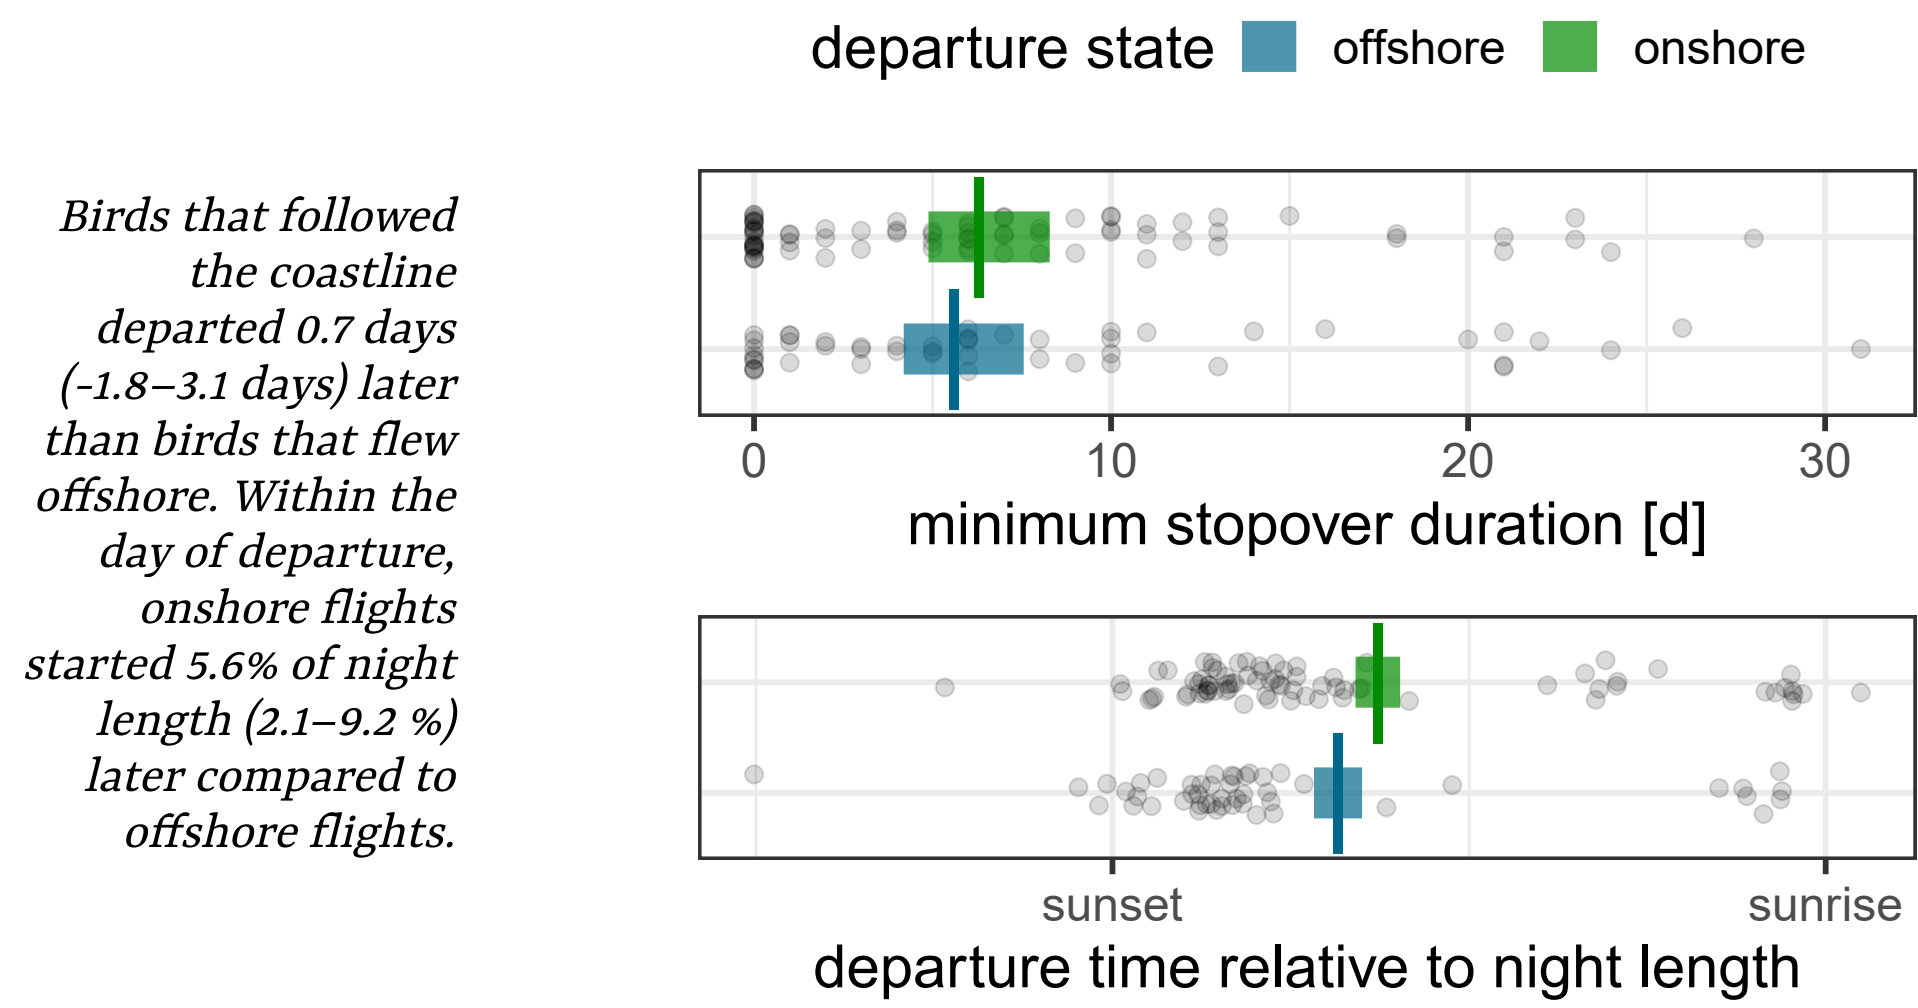 departure state offshore onshore
Birds that followed
the coastline
departed 0.7 days
(-1.8–3.1 days) later
than birds that flew
offshore. Within the
day of departure,
onshore flights
started 5.6% of night
length (2.1–9.2 %)
later compared to
offshore flights.
0 10 20 30
minimum stopover duration [d]
sunset sunrise
departure time relative to night length